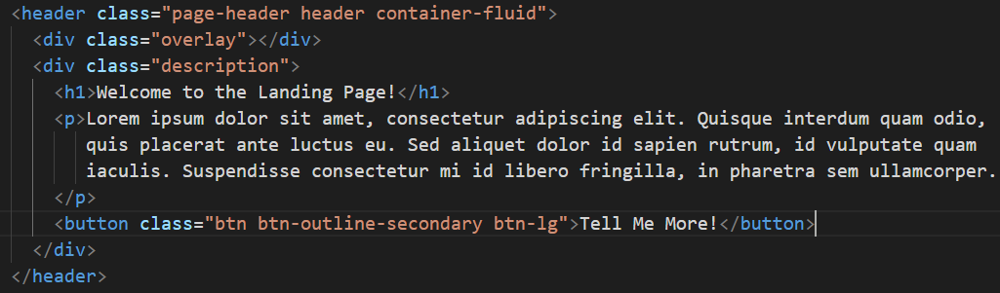 <header class="page-header header container-fluid">
<div class="overlay"></div>
<div class="description">
<h1>Welcome to the Landing Page!</h1>
<p>Lorem ipsum dolor sit amet, consectetur adipiscing elit. Quisque interdum quam odio,
quis placerat ante luctus eu. Sed aliquet dolor id sapien rutrum, id vulputate quam
iaculis. Suspendisse consectetur mi id libero fringilla, in pharetra sem ullamcorper.
</p>
<button class="btn btn-outline-secondary btn-lg">Tell Me More!</button>
</div>
</header>